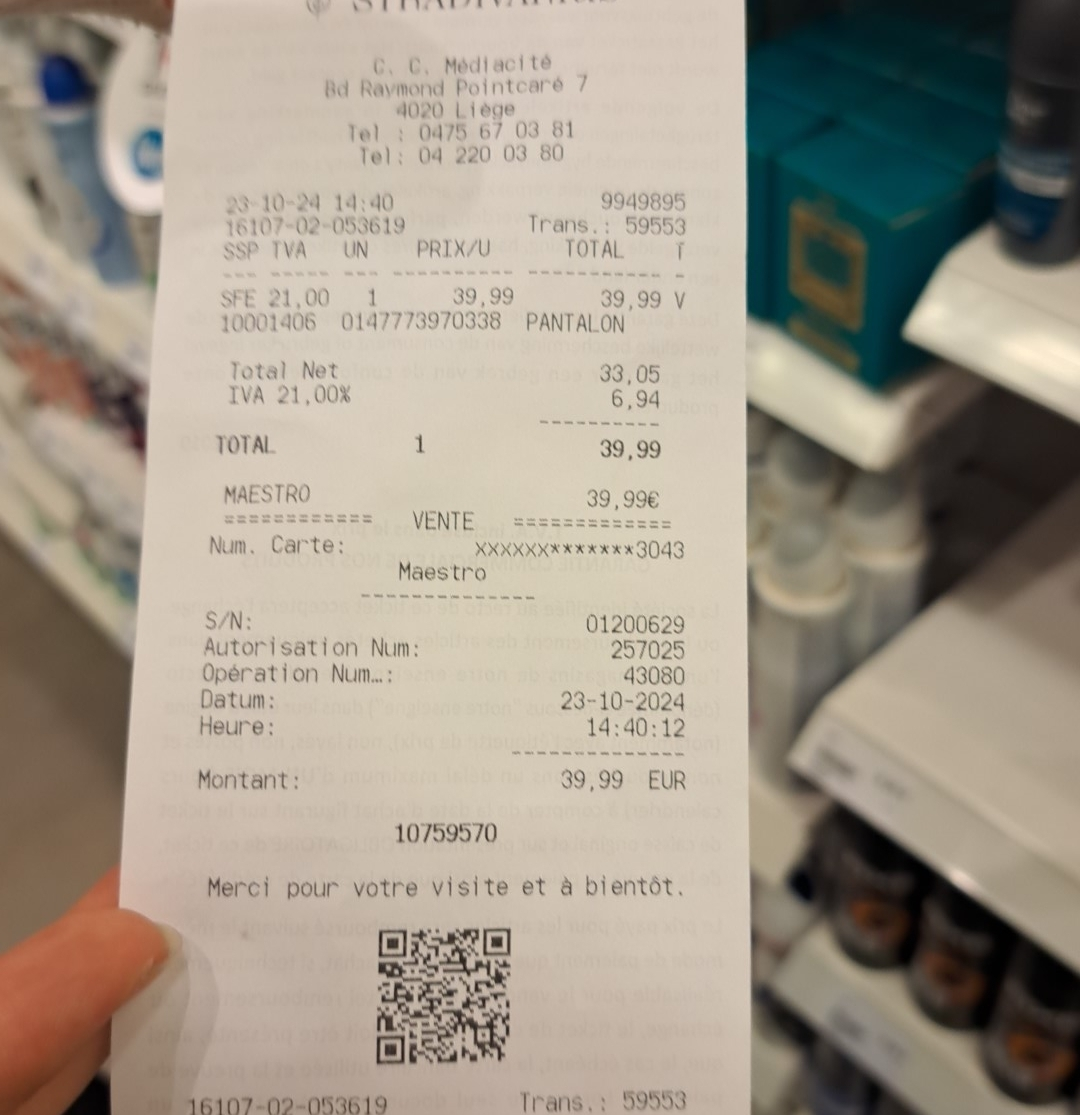 C. C. Médiacité
Bd Raymond Pointcaré 7
4020 Liège
Tel : 0475 67 03 81
Tel: 04 220 03 80
23-10-24 14:40 9949895
16107-02-053619 Trans.: 59553
SSP TVA UN PRIX/U TOTAL T
--- ----- --- ---------- ----------- -
SFE 21,00 1 39,99 39,99 V
10001406 0147773970338 PANTALON
Total Net 33,05
IVA 21,00% 6,94
----------
TOTAL 1 39,99
MAESTRO 39,99€
============ VENTE =============
Num. Carte: XXXXXX*******3043
Maestro
--------------
S/N: 01200629
Autorisation Num: 257025
Opération Num…: 43080
Datum: 23-10-2024
Heure: 14:40:12
--------------
Montant: 39,99 EUR
10759570
Merci pour votre visite et à bientôt.
16107-02-053619 Trans.: 59553